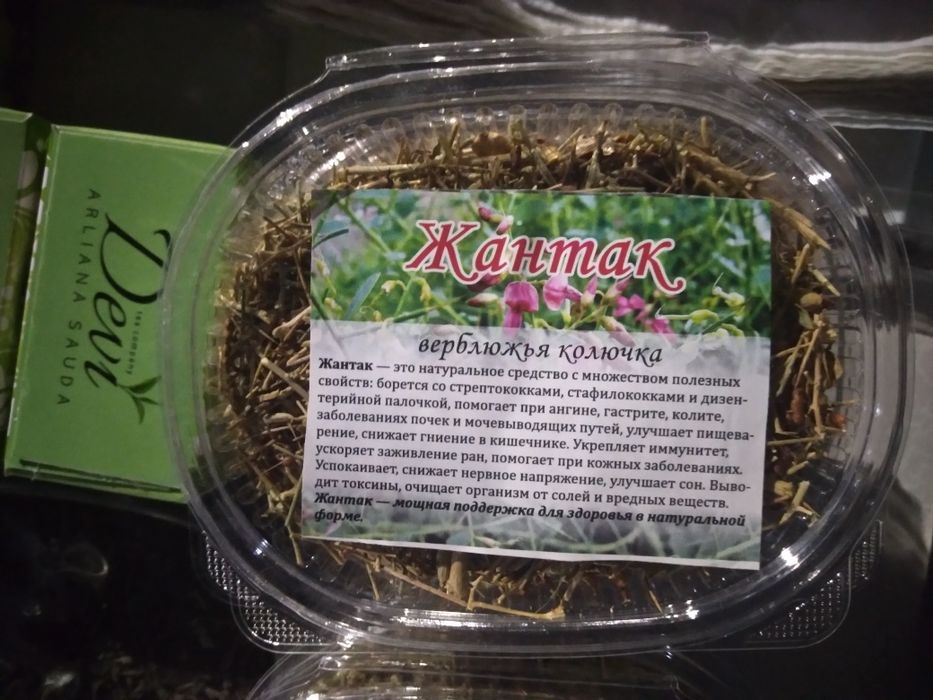 Жантак
верблюжья колючка
Жантак — это натуральное средство с множеством полезных
свойств: борется со стрептококками, стафилококками и дизен-
терийной палочкой, помогает при ангине, гастрите, колите,
заболеваниях почек и мочевыводящих путей, улучшает пищева-
рение, снижает гниение в кишечнике. Укрепляет иммунитет,
ускоряет заживление ран, помогает при кожных заболеваниях.
Успокаивает, снижает нервное напряжение, улучшает сон. Выво-
дит токсины, очищает организм от солей и вредных веществ.
Жантак — мощная поддержка для здоровья в натуральной
форме.
Devi
tea company
ARLIANA SAUDA